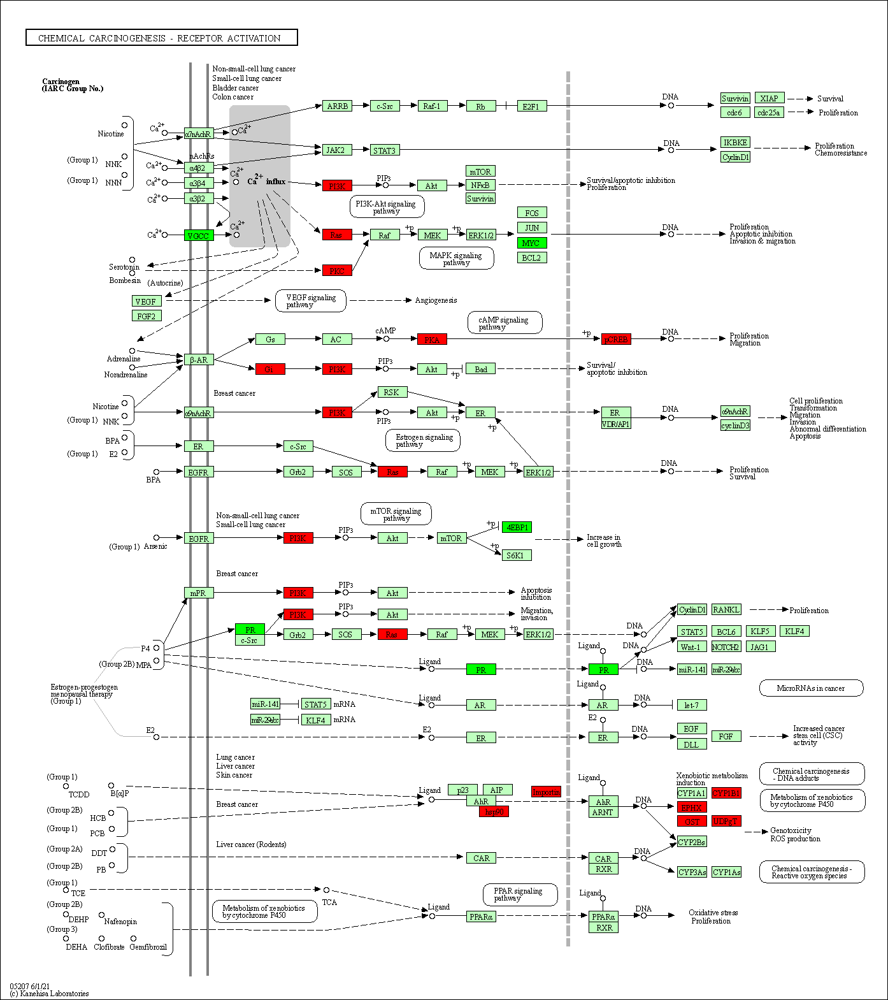 CHEMICAL CARCINOGENESIS - RECEPTOR ACTIVATION
Carcinogen
(IARC Group No.)
Non-small-cell lung cancer
Small-cell lung cancer
Bladder cancer
Colon cancer
ARRB
c-Src
Raf-1
Rb
E2F1
DNA
Survivin
XIAP
cdc6
cdc25a
Survival
Proliferation
Nicotine
(Group 1)
NNK
(Group 1)
NNN
Ca2+
α7nAchR
Ca2+
nAchRs
Ca2+
α4β2
Ca2+
Ca2+
α3β4
Ca2+
α3β2
Ca2+ influx
Ca2+
VGCC
Ca2+
JAK2
STAT3
DNA
IKBKE
CyclinD1
Proliferation
Chemoresistance
PI3K
PIP3
Akt
mTOR
NFκB
Survivin
Survival/apoptotic inhibition
Proliferation
PI3K-Akt signaling
pathway
Ras
Raf
+p
MEK
+p
ERK1/2
FOS
JUN
MYC
BCL2
DNA
Proliferation
Apoptotic inhibition
Invasion & migration
MAPK signaling
pathway
Serotonin
Bombesin
(Autocrine)
PKC
VEGF
FGF2
VEGF signaling
pathway
Angiogenesis
Adrenaline
Noradrenaline
β-AR
Gs
AC
cAMP
PKA
cAMP signaling
pathway
+p
pCREB
DNA
Proliferation
Migration
Gi
PI3K
PIP3
Akt
+p
Bad
Survival/
apoptotic inhibition
Breast cancer
Nicotine
(Group 1)
NNK
α9nAchR
PI3K
RSK
PIP3
Akt
+p
ER
+p
ER
VDR/AP1
DNA
α9nAchR
cyclinD3
Cell proliferation
Transformation
Migration
Invasion
Abnormal differentiation
Apoptosis
BPA
(Group 1)
E2
ER
c-Src
Estrogen signaling
pathway
BPA
EGFR
Grb2
SOS
Ras
Raf
+p
MEK
+p
ERK1/2
DNA
Proliferation
Survival
Non-small-cell lung cancer
Small-cell lung cancer
mTOR signaling
pathway
(Group 1)
Arsenic
EGFR
PI3K
PIP3
Akt
mTOR
+p
4EBP1
+p
S6K1
Increase in
cell growth
Breast cancer
mPR
PI3K
PIP3
Akt
Apoptosis
inhibition
PI3K
PIP3
Akt
Migration,
invasion
PR
c-Src
Grb2
SOS
Ras
Raf
+p
MEK
+p
ERK1/2
DNA
CyclinD1
RANKL
Proliferation
STAT5
BCL6
KLF5
KLF4
Wnt-1
NOTCH2
JAG1
P4
(Group 2B)
MPA
Ligand
PR
Ligand
PR
DNA
DNA
miR-141
miR-29abc
Estrogen-progestogen
menopausal therapy
(Group 1)
MicroRNAs in cancer
miR-141
STAT5
mRNA
miR-29abc
KLF4
mRNA
Ligand
AR
Ligand
AR
DNA
let-7
E2
E2
ER
E2
ER
DNA
EGF
DLL
FGF
Increased cancer
stem cell (CSC)
activity
Lung cancer
Liver cancer
Skin cancer
(Group 1)
TCDD
B[α]P
Ligand
p23
AIP
AhR
hsp90
Importin
Ligand
AhR
ARNT
DNA
Xenobiotic metabolism
induction
CYP1A1
CYP1B1
EPHX
GST
UDPgT
CYP2Bs
Chemical carcinogenesis
- DNA adducts
Metabolism of xenobiotics
by cytochrome P450
Genotoxicity
ROS production
(Group 2B)
HCB
(Group 1)
PCB
Breast cancer
(Group 2A)
DDT
(Group 2B)
PB
Liver cancer (Rodents)
CAR
CAR
RXR
DNA
CYP3As
CYP1As
Chemical carcinogenesis -
Reactive oxygen species
(Group 1)
TCE
TCA
PPAR signaling
pathway
(Group 2B)
DEHP
Nafenopin
(Group 3)
DEHA
Clofibrate
Gemfibrozil
Metabolism of xenobiotics
by cytochrome P450
Ligand
PPARα
Ligand
PPARα
RXR
DNA
Oxidative stress
Proliferation
05207 6/1/21
(c) Kanehisa Laboratories